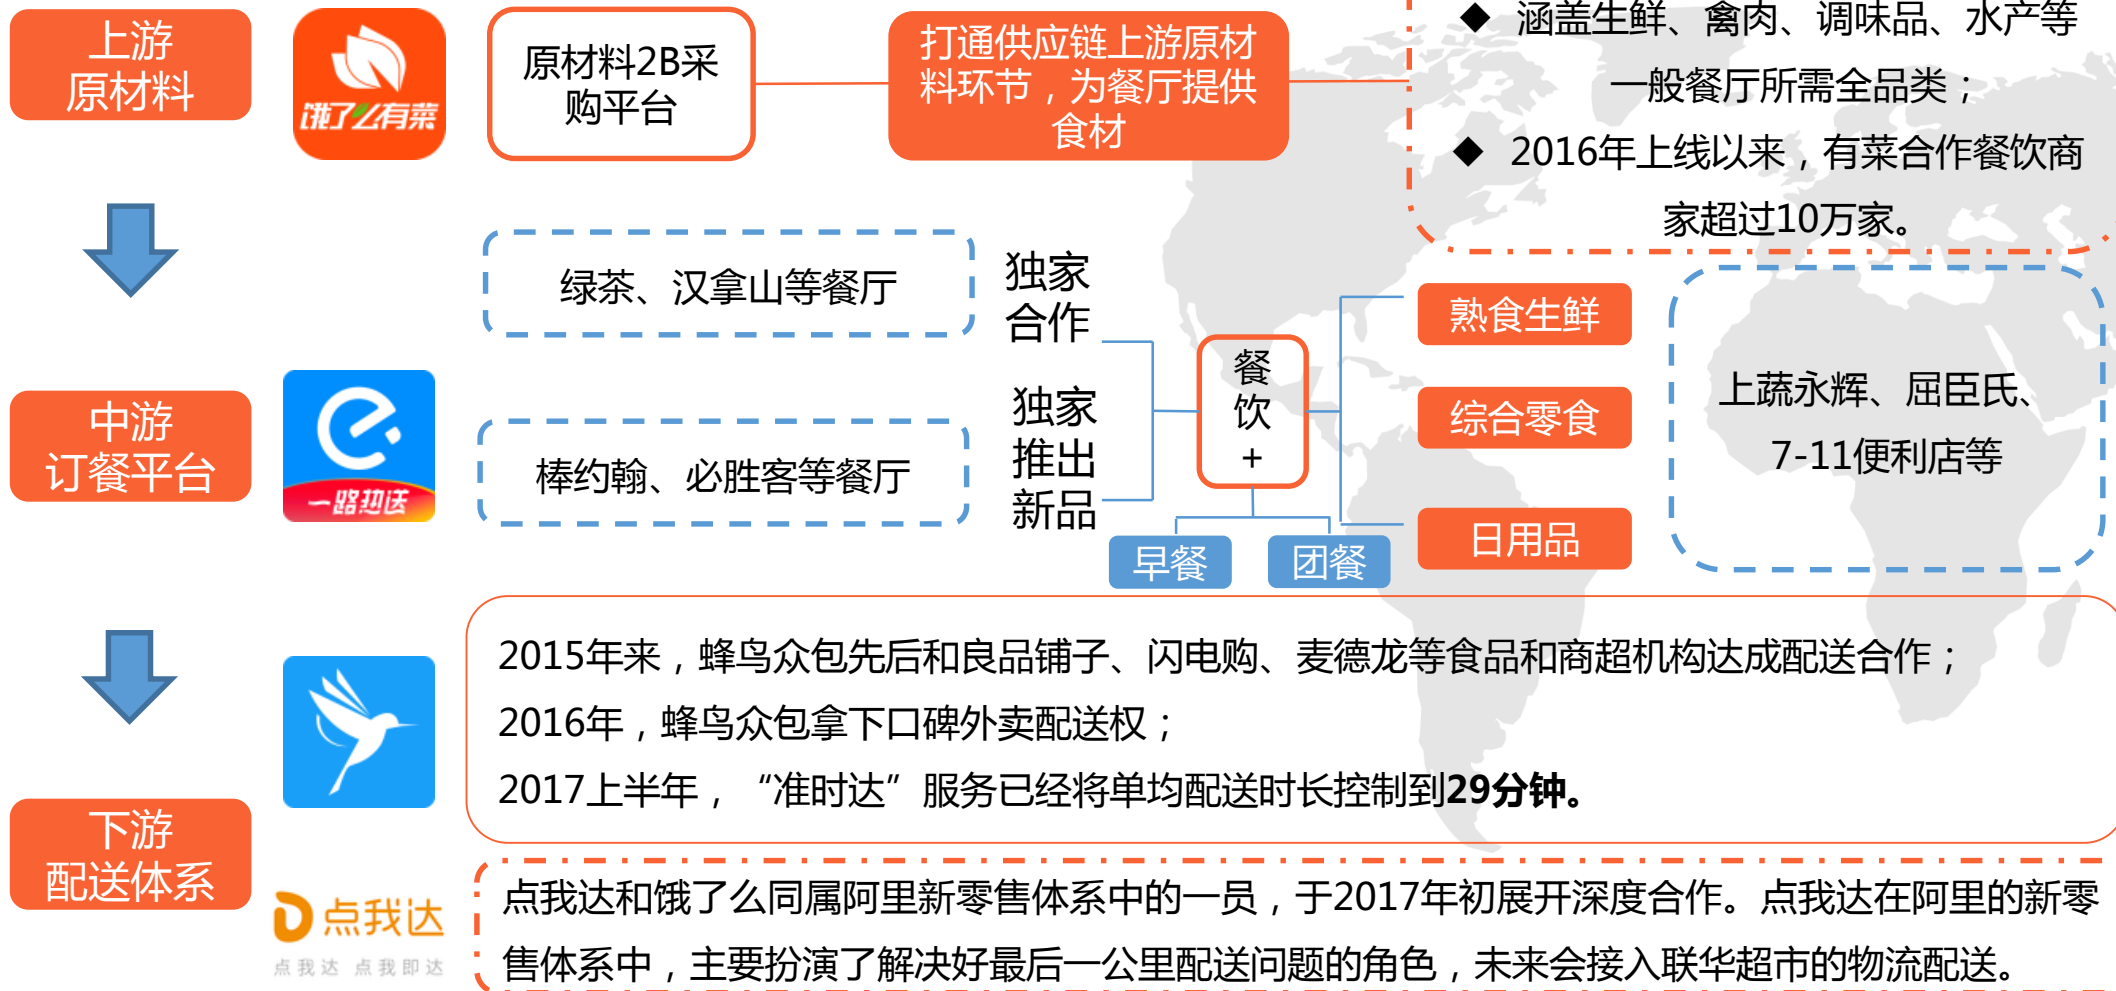 上游
原材料
饿了么有菜
原材料2B采
购平台
打通供应链上游原材
料环节，为餐厅提供
食材
◆ 涵盖生鲜、禽肉、调味品、水产等
一般餐厅所需全品类；
◆ 2016年上线以来，有菜合作餐饮商
家超过10万家。
中游
订餐平台
一路热送
绿茶、汉拿山等餐厅
独家
合作
棒约翰、必胜客等餐厅
独家
推出
新品
餐
饮
+
早餐
团餐
熟食生鲜
综合零食
日用品
上蔬永辉、屈臣氏、
7-11便利店等
下游
配送体系
2015年来，蜂鸟众包先后和良品铺子、闪电购、麦德龙等食品和商超机构达成配送合作；
2016年，蜂鸟众包拿下口碑外卖配送权；
2017上半年，“准时达”服务已经将单均配送时长控制到29分钟。
点我达
点我达 点我即达
点我达和饿了么同属阿里新零售体系中的一员，于2017年初展开深度合作。点我达在阿里的新零
售体系中，主要扮演了解决好最后一公里配送问题的角色，未来会接入联华超市的物流配送。